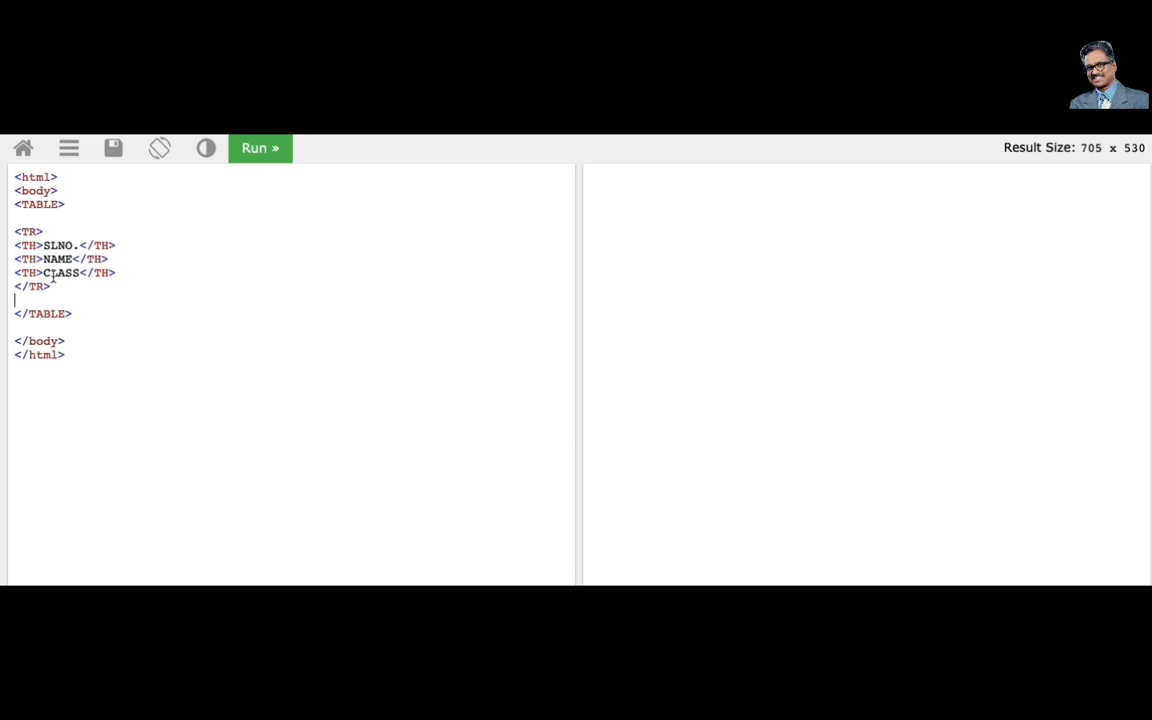 Run »
Result Size: 705 x 530
<html>
<body>
<TABLE>
<TR>
<TH>SLNO.</TH>
<TH>NAME</TH>
<TH>CLASS</TH>
</TR>
</TABLE>
</body>
</html>